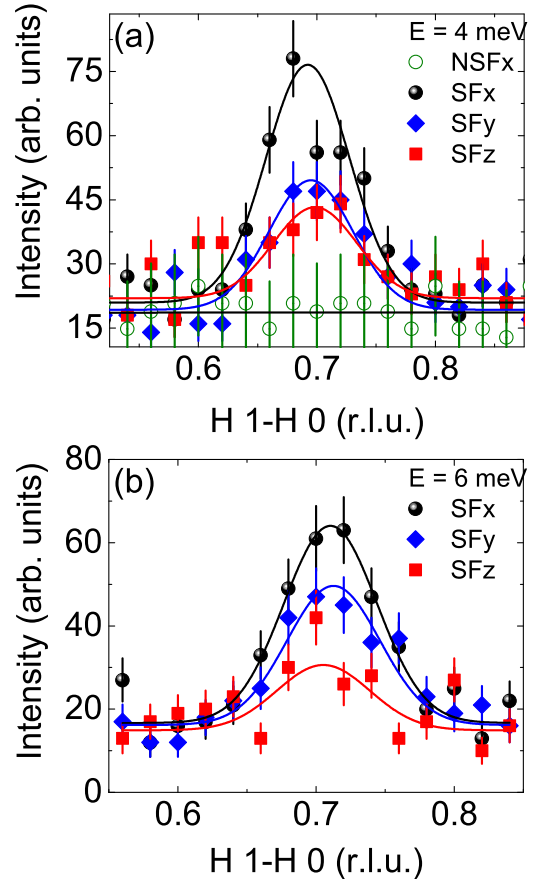 (a)
E = 4 meV
NSFx
SFx
SFy
SFz
75
60
45
30
15
Intensity (arb. units)
0.6 0.7 0.8
H 1-H 0 (r.l.u.)
(b)
E = 6 meV
SFx
SFy
SFz
80
60
40
20
0
Intensity (arb. units)
0.6 0.7 0.8
H 1-H 0 (r.l.u.)